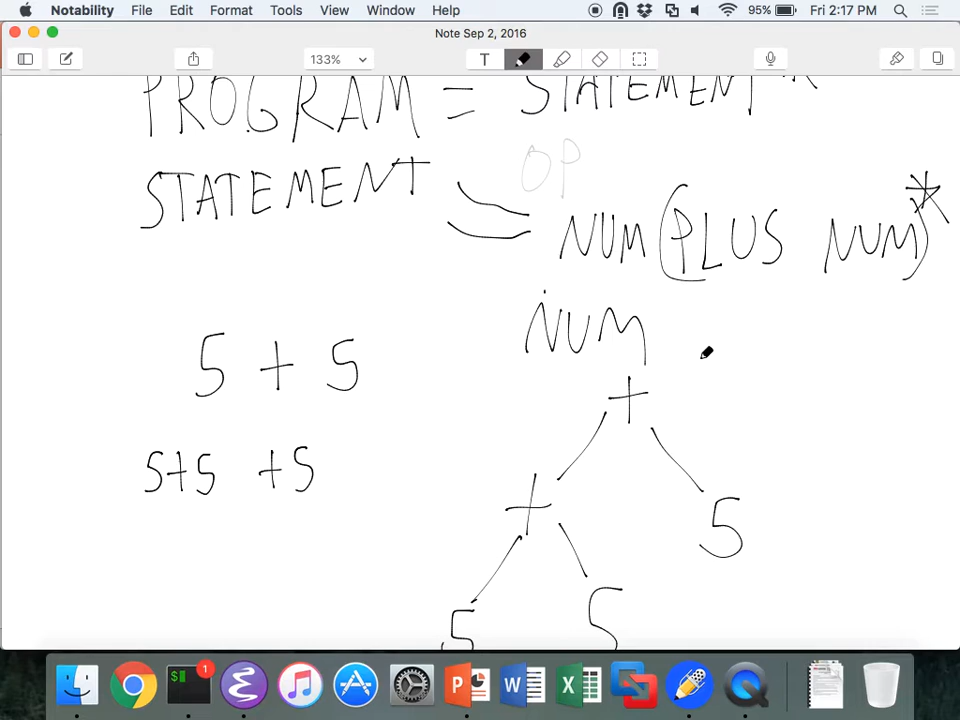 Notability File Edit Format Tools View Window Help 95% Fri 2:17 PM
Note Sep 2, 2016
133% T
PROGRAM = STATEMENT *
OP
STATEMENT = NUM (PLUS NUM)*
NUM
5 + 5
+
5+5 +5
+ 5
5 5
$ 1 P W X